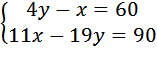 4y − x = 60
11x − 19y = 90